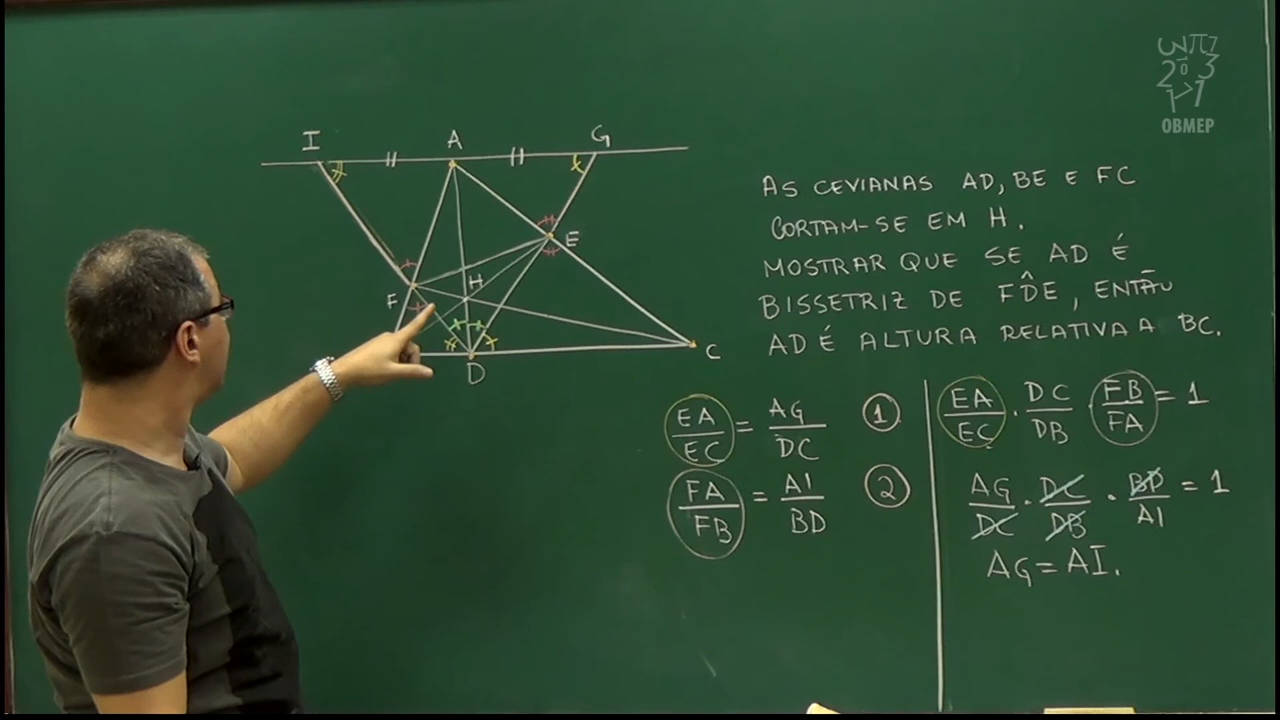 I A G
F H E
D C
AS CEVIANAS AD, BE E FC
CORTAM-SE EM H.
MOSTRAR QUE SE AD É
BISSETRIZ DE FD̂E, ENTÃO
AD É ALTURA RELATIVA A BC.
EA/EC = AG/DC ①
FA/FB = AI/BD ②
EA/EC . DC/DB . FB/FA = 1
AG/DC . DC/DB . BD/AI = 1
AG = AI.
OBMEP